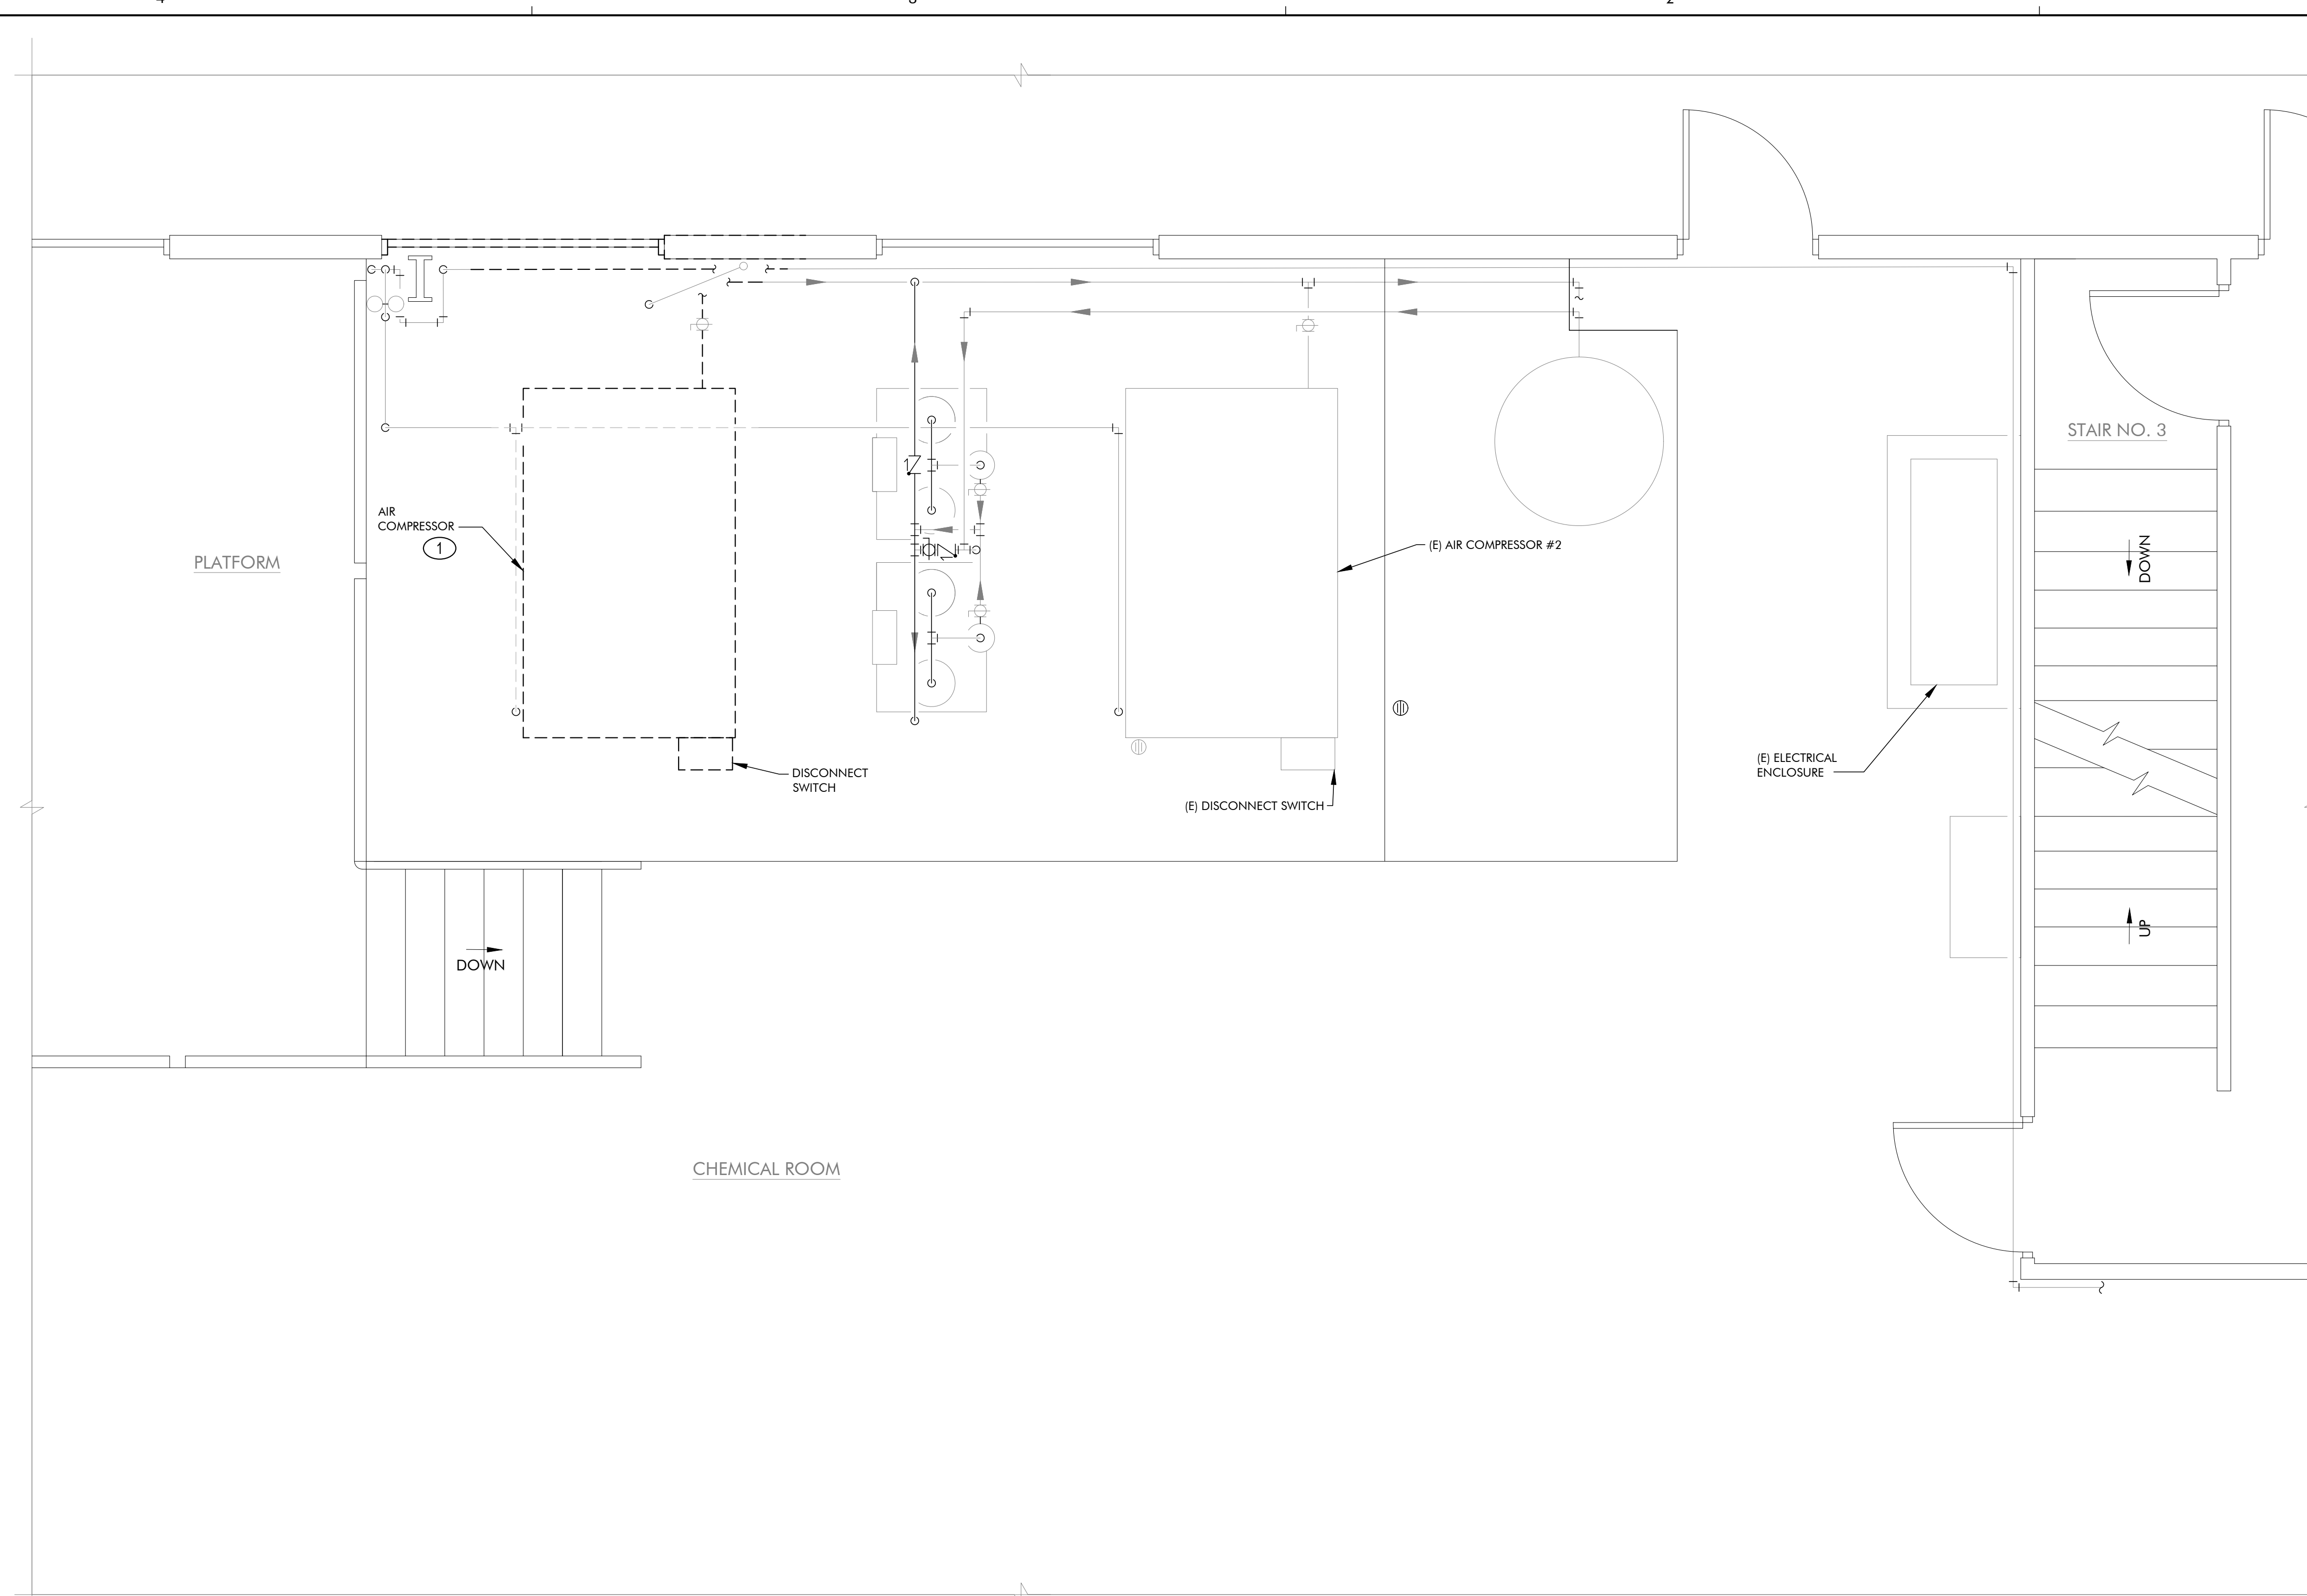 STAIR NO. 3
AIR
COMPRESSOR
1
PLATFORM
(E) AIR COMPRESSOR #2
DOWN
(E) ELECTRICAL
ENCLOSURE
DISCONNECT
SWITCH
(E) DISCONNECT SWITCH
UP
DOWN
CHEMICAL ROOM